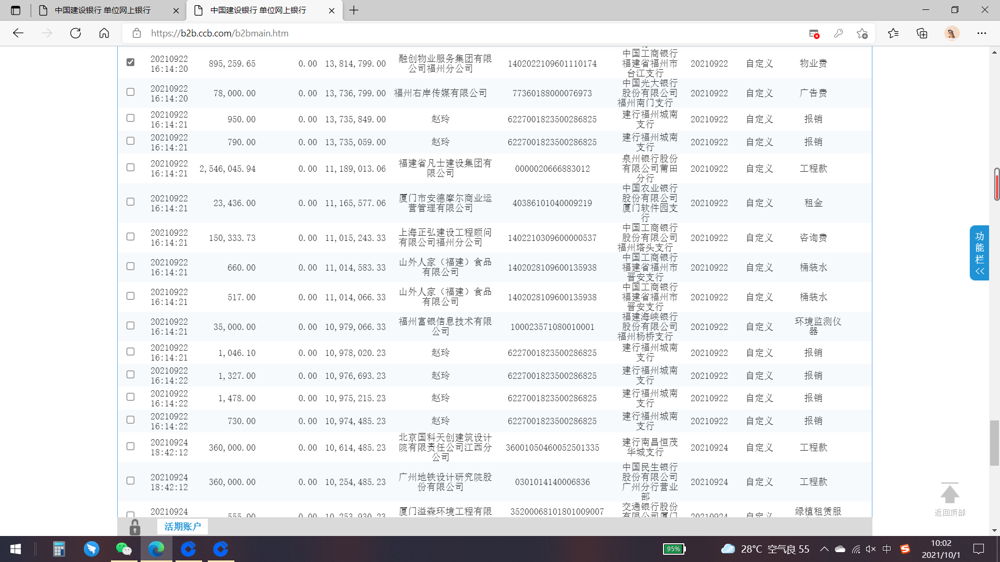 中国建设银行 单位网上银行
中国建设银行 单位网上银行
https://b2b.ccb.com/b2bmain.htm
20210922
16:14:20
895,259.65
0.00
13,814,799.00
融创物业服务集团有限
公司福州分公司
1402022109601110174
中国工商银行
福建省福州市
台江支行
20210922
自定义
物业费
20210922
16:14:20
78,000.00
0.00
13,736,799.00
福州右岸传媒有限公司
77360188000076973
中国光大银行
股份有限公司
福州南门支行
20210922
自定义
广告费
20210922
16:14:21
950.00
0.00
13,735,849.00
赵玲
6227001823500286825
建行福州城南
支行
20210922
自定义
报销
20210922
16:14:21
790.00
0.00
13,735,059.00
赵玲
6227001823500286825
建行福州城南
支行
20210922
自定义
报销
20210922
16:14:21
2,546,045.94
0.00
11,189,013.06
福建省凡士建设集团有
限公司
0000020666883012
泉州银行股份
有限公司莆田
分行
20210922
自定义
工程款
20210922
16:14:21
23,436.00
0.00
11,165,577.06
厦门市安德摩尔商业运
营管理有限公司
40386101040009219
中国农业银行
股份有限公司
厦门软件园支
行
20210922
自定义
租金
20210922
16:14:21
150,333.73
0.00
11,015,243.33
上海正弘建设工程顾问
有限公司福州分公司
1402210309600000537
中国工商银行
股份有限公司
福州塔头支行
20210922
自定义
咨询费
20210922
16:14:21
660.00
0.00
11,014,583.33
山外人家（福建）食品
有限公司
1402028109600135938
中国工商银行
福建省福州市
晋安支行
20210922
自定义
桶装水
20210922
16:14:21
517.00
0.00
11,014,066.33
山外人家（福建）食品
有限公司
1402028109600135938
中国工商银行
福建省福州市
晋安支行
20210922
自定义
桶装水
20210922
16:14:21
35,000.00
0.00
10,979,066.33
福州富银信息技术有限
公司
100023571080010001
福建海峡银行
股份有限公司
福州杨桥支行
20210922
自定义
环境监测仪
器
20210922
16:14:21
1,046.10
0.00
10,978,020.23
赵玲
6227001823500286825
建行福州城南
支行
20210922
自定义
报销
20210922
16:14:22
1,327.00
0.00
10,976,693.23
赵玲
6227001823500286825
建行福州城南
支行
20210922
自定义
报销
20210922
16:14:22
1,478.00
0.00
10,975,215.23
赵玲
6227001823500286825
建行福州城南
支行
20210922
自定义
报销
20210922
16:14:22
730.00
0.00
10,974,485.23
赵玲
6227001823500286825
建行福州城南
支行
20210922
自定义
报销
20210924
18:42:12
360,000.00
0.00
10,614,485.23
北京国科天创建筑设计
院有限责任公司江西分
公司
36001050460052501335
建行南昌恒茂
华城支行
20210924
自定义
工程款
20210924
18:42:12
360,000.00
0.00
10,254,485.23
广州地铁设计研究院股
份有限公司
0301014140006836
中国民生银行
股份有限公司
广州分行营业
部
20210924
自定义
工程款
20210924
555.00
0.00
10,253,930.23
厦门溢森环境工程有限
35200068101801009007
交通银行股份
有限公司厦门
20210924
自定义
绿植租赁服
功
能
栏
<<
返回顶部
活期账户
95%
28°C 空气良 55
中
10:02
2021/10/1